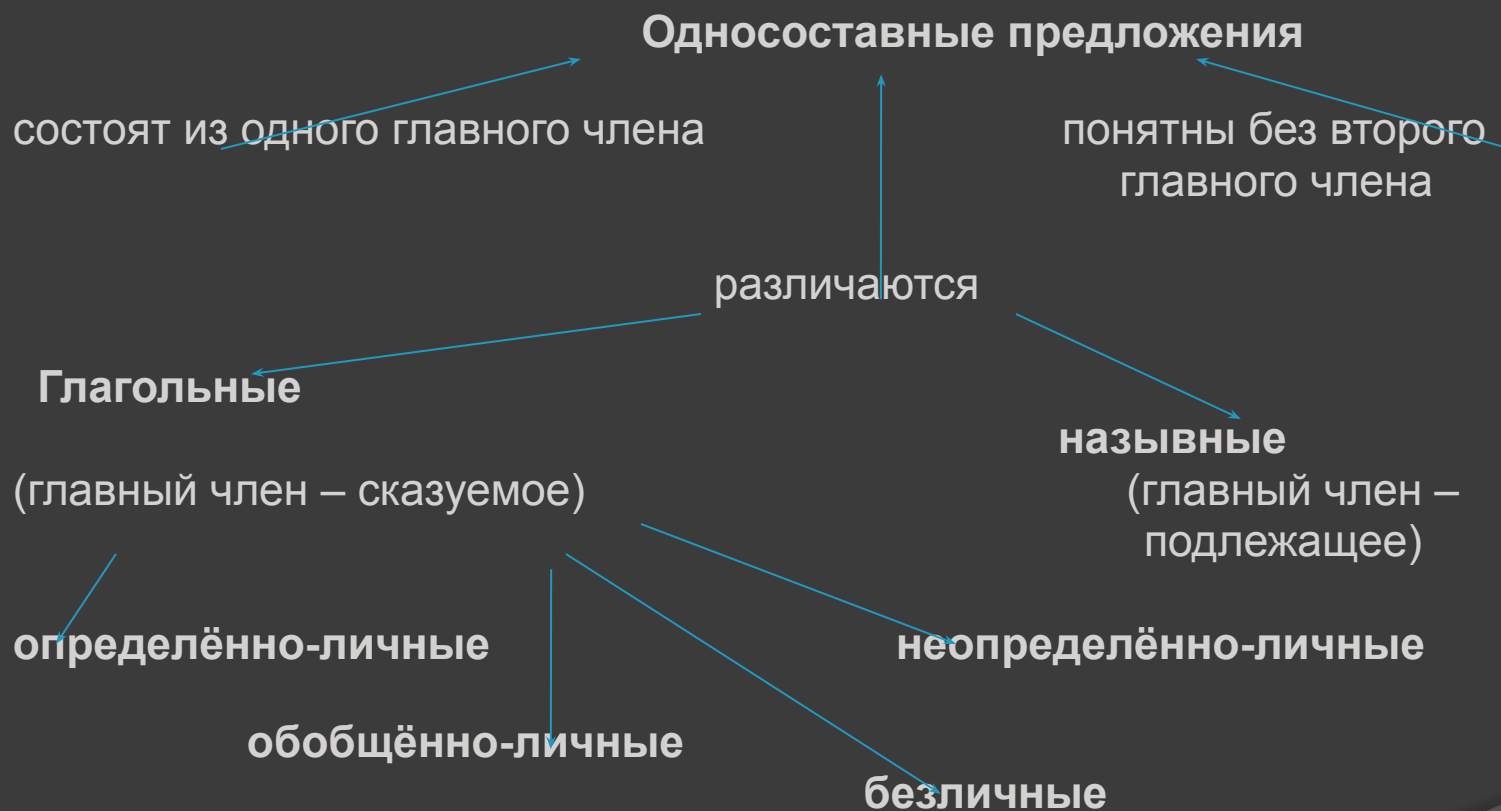 Односоставные предложения
состоят из одного главного члена
понятны без второго
главного члена
различаются
Глагольные
назывные
(главный член – сказуемое)
(главный член –
подлежащее)
определённо-личные
неопределённо-личные
обобщённо-личные
безличные